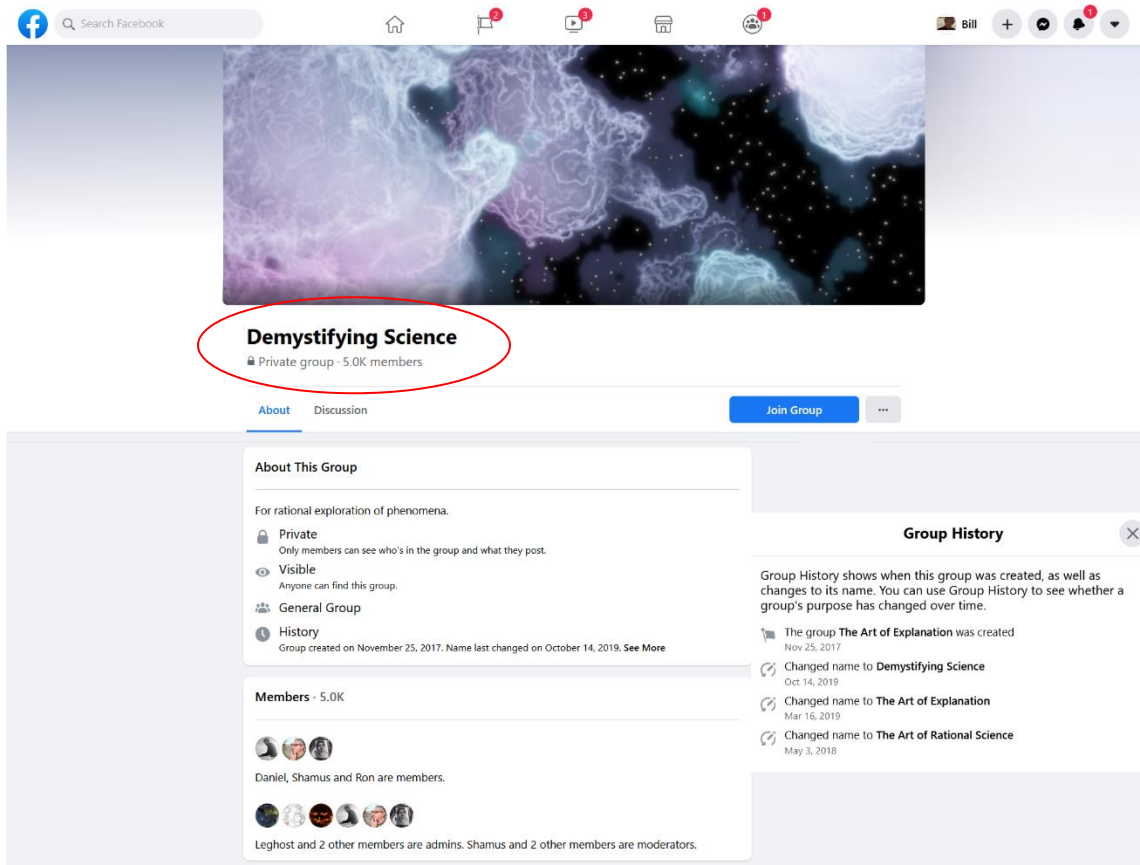 Search Facebook
2
3
1
Bill
1
Demystifying Science
Private group · 5.0K members
About
Discussion
Join Group
About This Group
For rational exploration of phenomena.
Private
Only members can see who's in the group and what they post.
Visible
Anyone can find this group.
General Group
History
Group created on November 25, 2017. Name last changed on October 14, 2019. See More
Members · 5.0K
Daniel, Shamus and Ron are members.
Leghost and 2 other members are admins. Shamus and 2 other members are moderators.
Group History
Group History shows when this group was created, as well as
changes to its name. You can use Group History to see whether a
group's purpose has changed over time.
The group The Art of Explanation was created
Nov 25, 2017
Changed name to Demystifying Science
Oct 14, 2019
Changed name to The Art of Explanation
Mar 16, 2019
Changed name to The Art of Rational Science
May 3, 2018